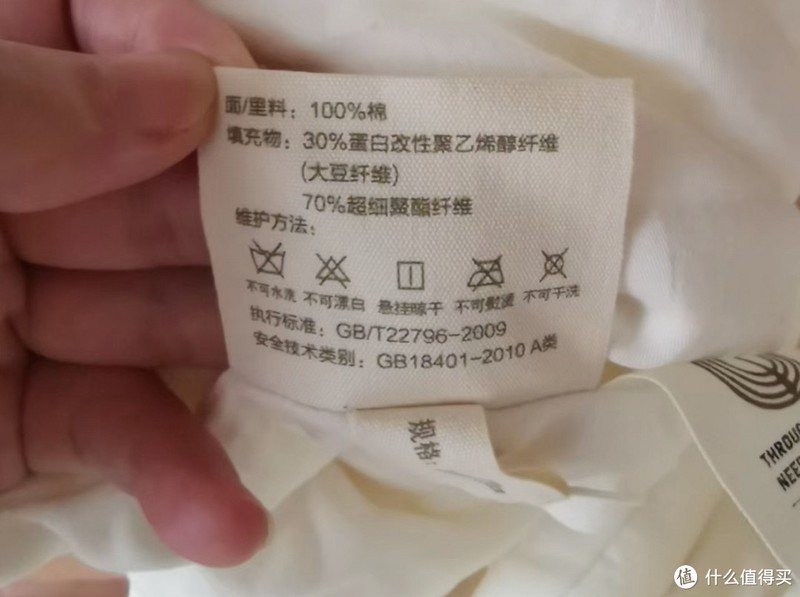 面/里料：100%棉
填充物：30%蛋白改性聚乙烯醇纤维
(大豆纤维)
70%超细聚酯纤维
维护方法：
不可水洗 不可漂白 悬挂晾干 不可熨烫 不可干洗
执行标准：GB/T22796-2009
安全技术类别：GB18401-2010 A类
规格：
THROU
NEE
值 什么值得买